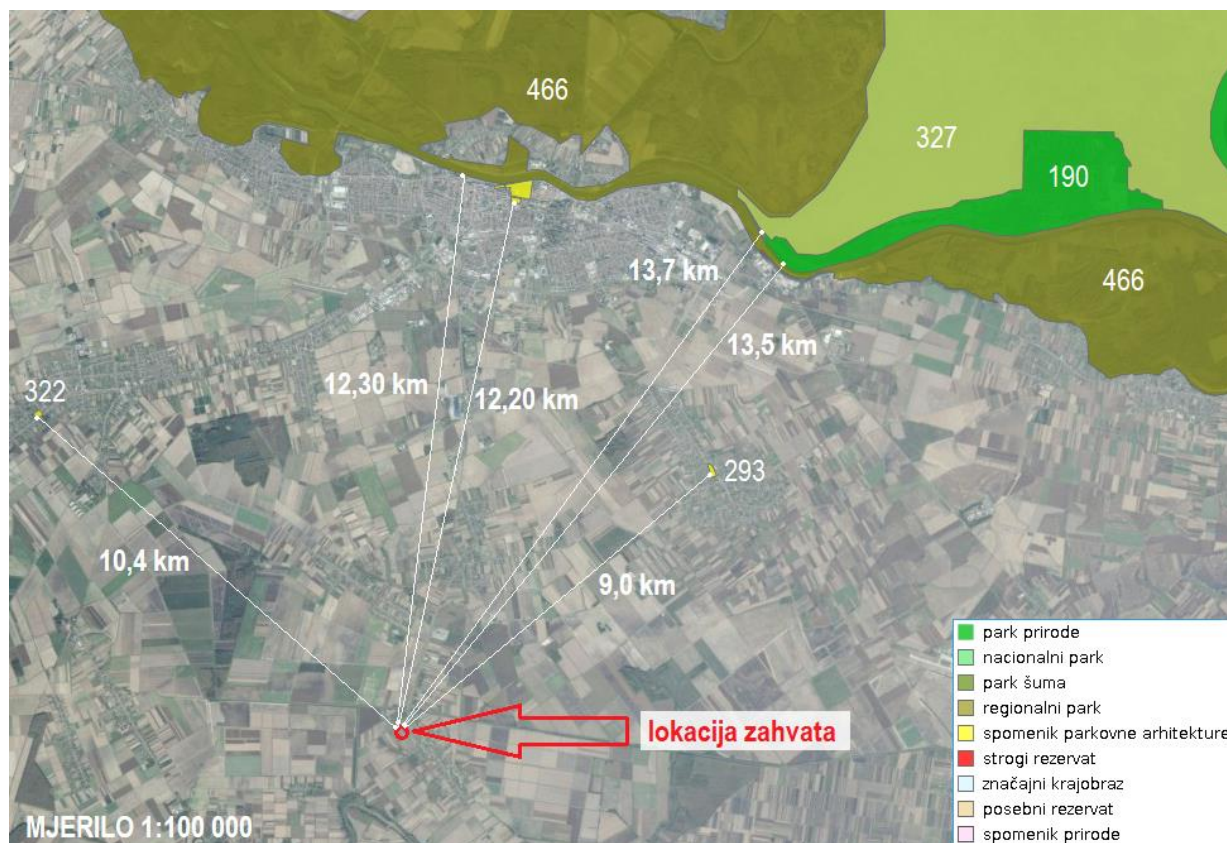 466
327
190
466
13,7 km
13,5 km
12,30 km
12,20 km
322
293
10,4 km
9,0 km
lokacija zahvata
MJERILO 1:100 000
park prirode
nacionalni park
park šuma
regionalni park
spomenik parkovne arhitekture
strogi rezervat
značajni krajobraz
posebni rezervat
spomenik prirode